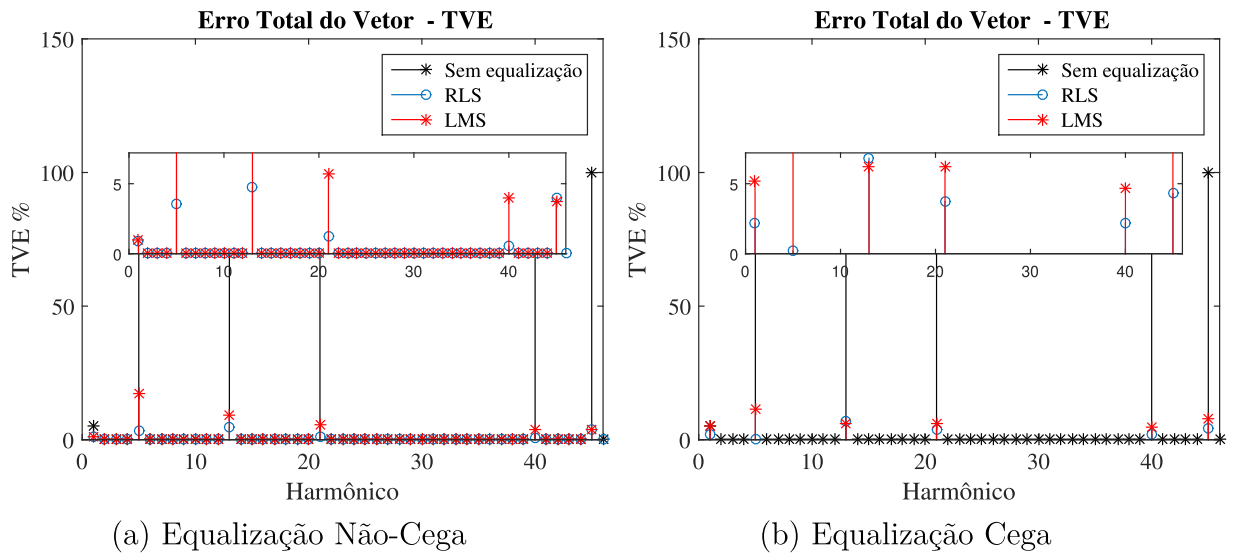 Erro Total do Vetor - TVE
150
100
50
0
TVE %
Sem equalização
RLS
LMS
5
0
0
10
20
30
40
0
10
20
30
40
Harmônico
(a) Equalização Não-Cega
Erro Total do Vetor - TVE
150
100
50
0
TVE %
Sem equalização
RLS
LMS
5
0
0
10
20
30
40
0
10
20
30
40
Harmônico
(b) Equalização Cega